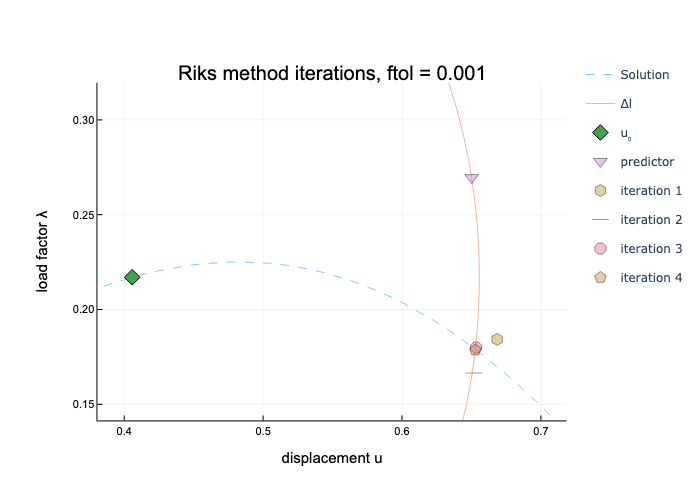 Riks method iterations, ftol = 0.001
load factor λ
0.30
0.25
0.20
0.15
0.4
0.5
0.6
0.7
displacement u
Solution
Δl
u₀
predictor
iteration 1
iteration 2
iteration 3
iteration 4